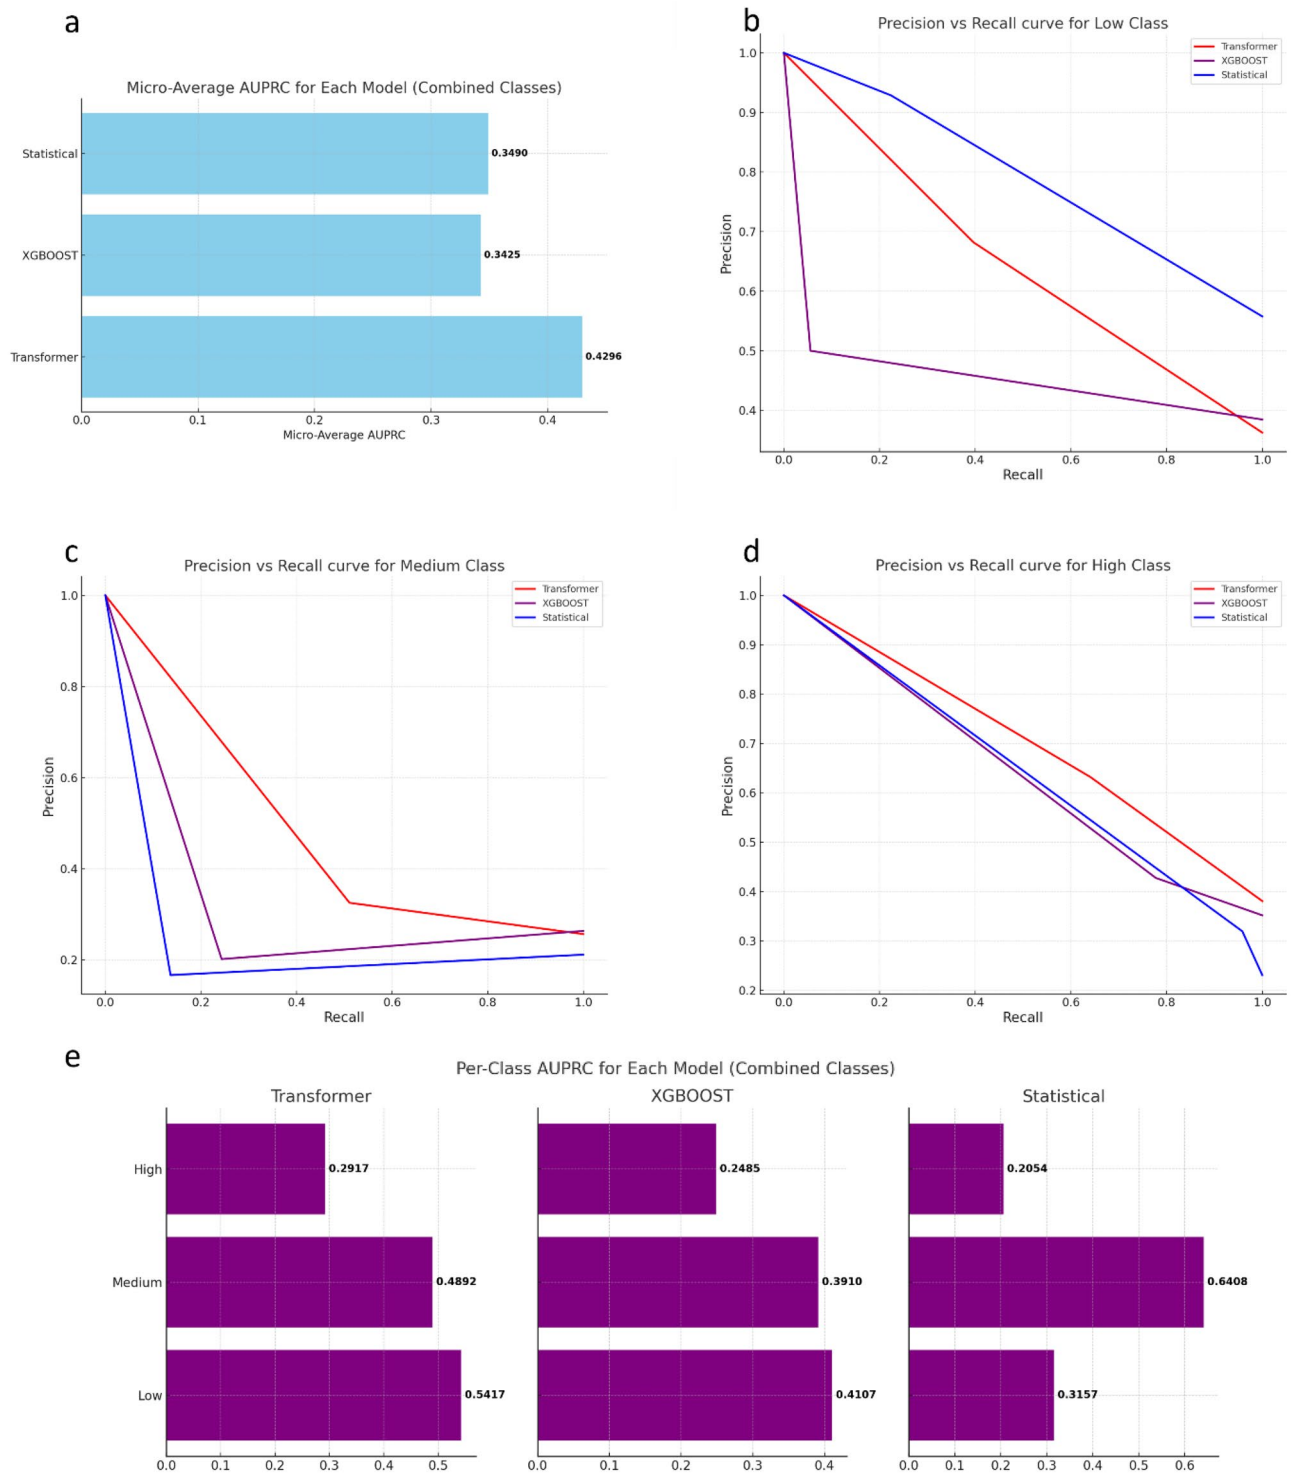 a
Micro-Average AUPRC for Each Model (Combined Classes)
Statistical
0.3490
XGBOOST
0.3425
Transformer
0.4296
0.0 0.1 0.2 0.3 0.4
Micro-Average AUPRC
b
Precision vs Recall curve for Low Class
Transformer
XGBOOST
Statistical
1.0
0.9
0.8
0.7
0.6
0.5
0.4
Precision
0.0 0.2 0.4 0.6 0.8 1.0
Recall
c
Precision vs Recall curve for Medium Class
Transformer
XGBOOST
Statistical
1.0
0.8
0.6
0.4
0.2
Precision
0.0 0.2 0.4 0.6 0.8 1.0
Recall
d
Precision vs Recall curve for High Class
Transformer
XGBOOST
Statistical
1.0
0.9
0.8
0.7
0.6
0.5
0.4
0.3
0.2
Precision
0.0 0.2 0.4 0.6 0.8 1.0
Recall
e
Per-Class AUPRC for Each Model (Combined Classes)
Transformer
High
0.2917
Medium
0.4892
Low
0.5417
0.0 0.1 0.2 0.3 0.4 0.5
XGBOOST
0.2485
0.3910
0.4107
0.0 0.1 0.2 0.3 0.4
Statistical
0.2054
0.6408
0.3157
0.0 0.1 0.2 0.3 0.4 0.5 0.6